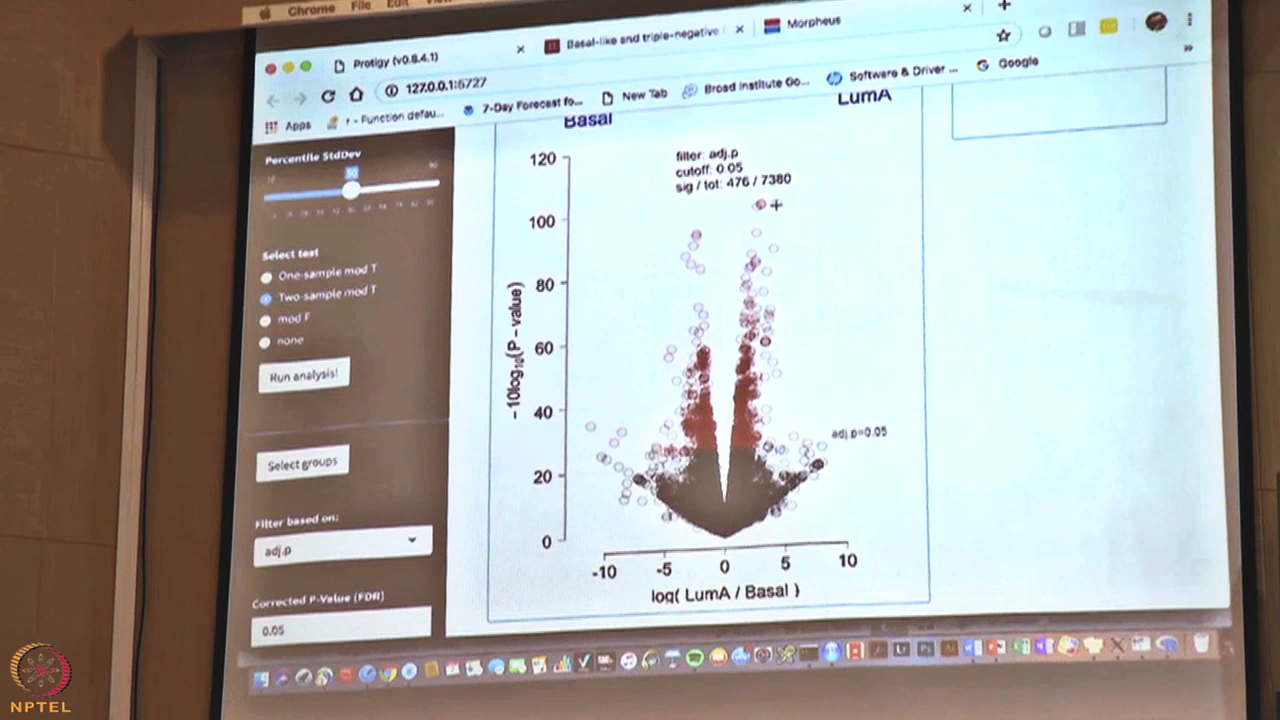 Chrome File Edit
Protigy (v0.8.4.1)
Basal-like and triple-negative
Morpheus
127.0.0.1:5727
Apps
r - Function defau...
7-Day Forecast fo...
New Tab
Broad Institute Go...
Software & Driver ...
Google
Percentile StdDev
Select test
One-sample mod T
Two-sample mod T
mod F
none
Run analysis!
Select groups
Filter based on:
adj.p
Corrected P-Value (FDR)
0.05
Basal
LumA
filter: adj.p
cutoff: 0.05
sig / tot: 476 / 7380
120
100
80
60
40
20
0
−10log10(P − value)
adj.p=0.05
-10 -5 0 5 10
log( LumA / Basal )
NPTEL